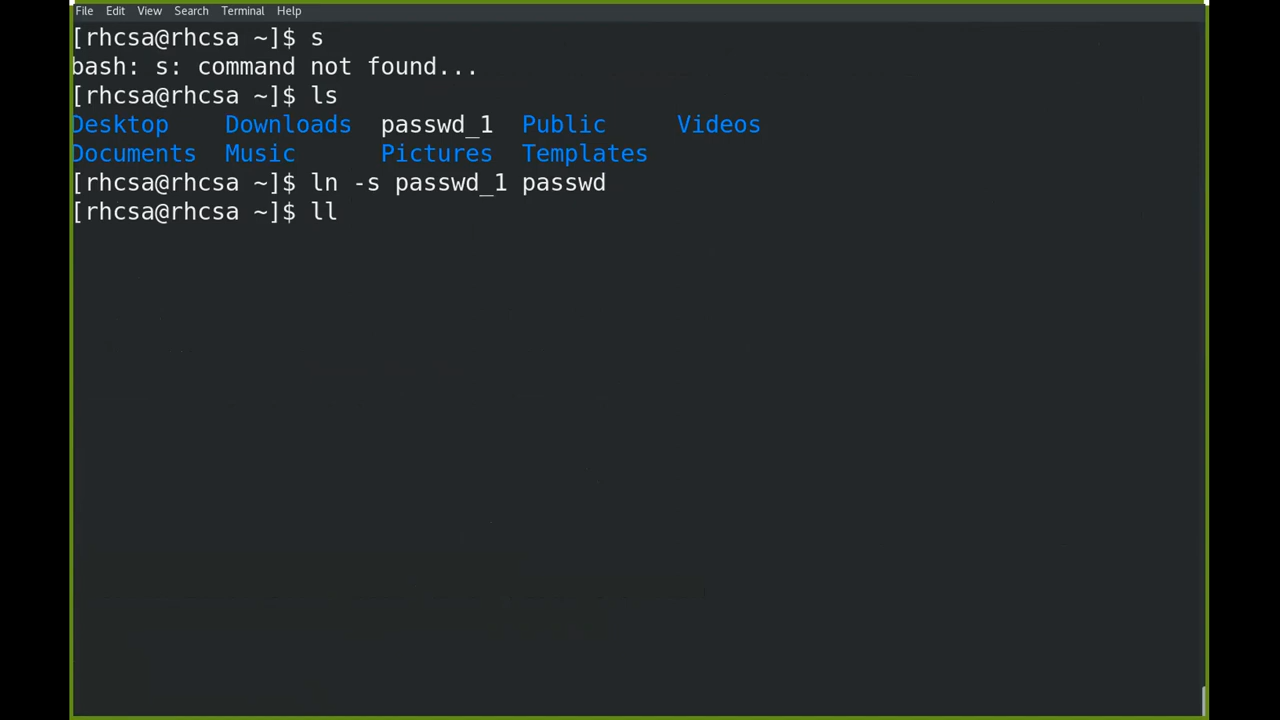 File Edit View Search Terminal Help
[rhcsa@rhcsa ~]$ s
bash: s: command not found...
[rhcsa@rhcsa ~]$ ls
Desktop Downloads passwd_1 Public Videos
Documents Music Pictures Templates
[rhcsa@rhcsa ~]$ ln -s passwd_1 passwd
[rhcsa@rhcsa ~]$ ll